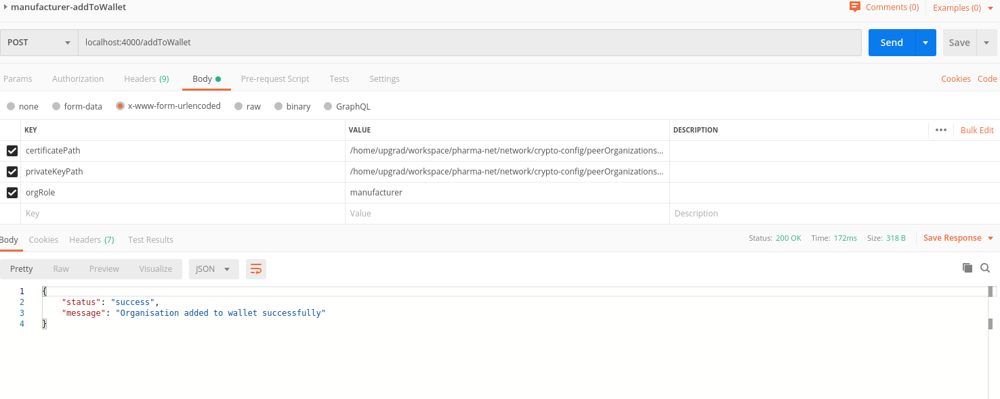 manufacturer-addToWallet Comments (0) Examples (0)
POST localhost:4000/addToWallet Send Save
Params Authorization Headers (9) Body Pre-request Script Tests Settings Cookies Code
none form-data x-www-form-urlencoded raw binary GraphQL
KEY VALUE DESCRIPTION ••• Bulk Edit
certificatePath /home/upgrad/workspace/pharma-net/network/crypto-config/peerOrganizations...
privateKeyPath /home/upgrad/workspace/pharma-net/network/crypto-config/peerOrganizations...
orgRole manufacturer
Key Value Description
Body Cookies Headers (7) Test Results Status: 200 OK Time: 172ms Size: 318 B Save Response
Pretty Raw Preview Visualize JSON
1 {
2 "status": "success",
3 "message": "Organisation added to wallet successfully"
4 }